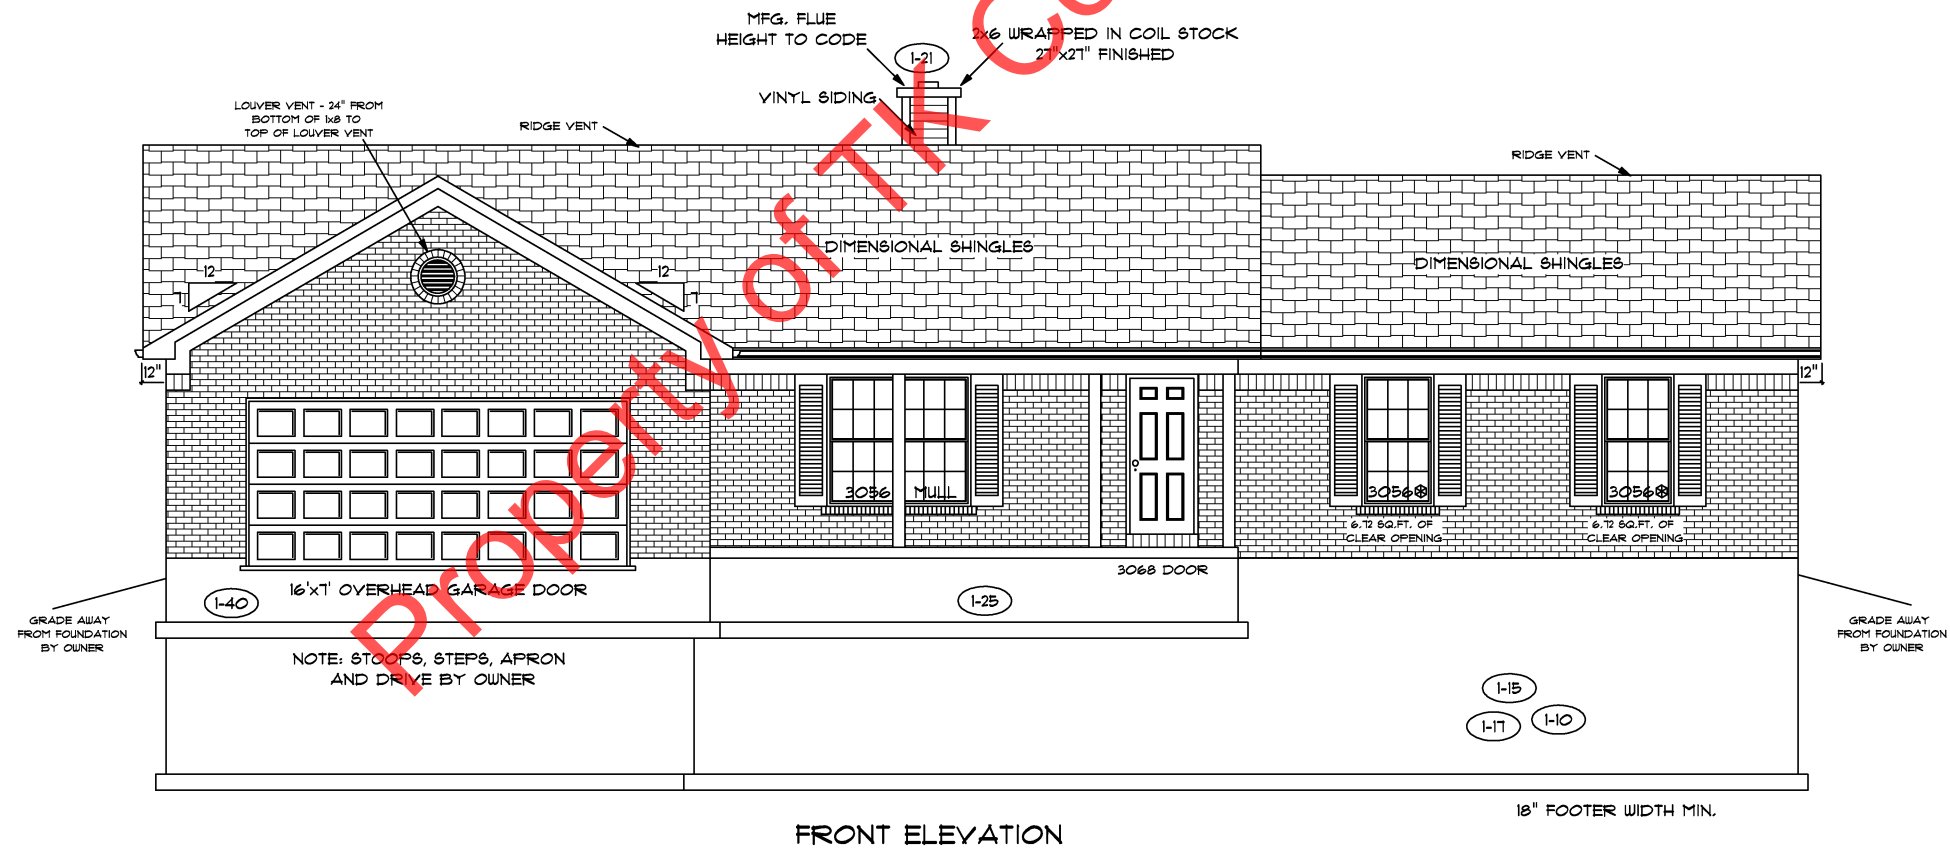 MFG. FLUE
HEIGHT TO CODE
1-21
2x6 WRAPPED IN COIL STOCK
27"x27" FINISHED
VINYL SIDING
LOUVER VENT - 24" FROM
BOTTOM OF 1x8 TO
TOP OF LOUVER VENT
RIDGE VENT
RIDGE VENT
DIMENSIONAL SHINGLES
DIMENSIONAL SHINGLES
12
7
12
7
12"
12"
3056 MULL
3056
3056
6.72 SQ.FT. OF
CLEAR OPENING
6.72 SQ.FT. OF
CLEAR OPENING
3068 DOOR
16'x7' OVERHEAD GARAGE DOOR
1-40
1-25
GRADE AWAY
FROM FOUNDATION
BY OWNER
GRADE AWAY
FROM FOUNDATION
BY OWNER
NOTE: STOOPS, STEPS, APRON
AND DRIVE BY OWNER
1-15
1-17
1-10
18" FOOTER WIDTH MIN.
FRONT ELEVATION
Property of TK Co